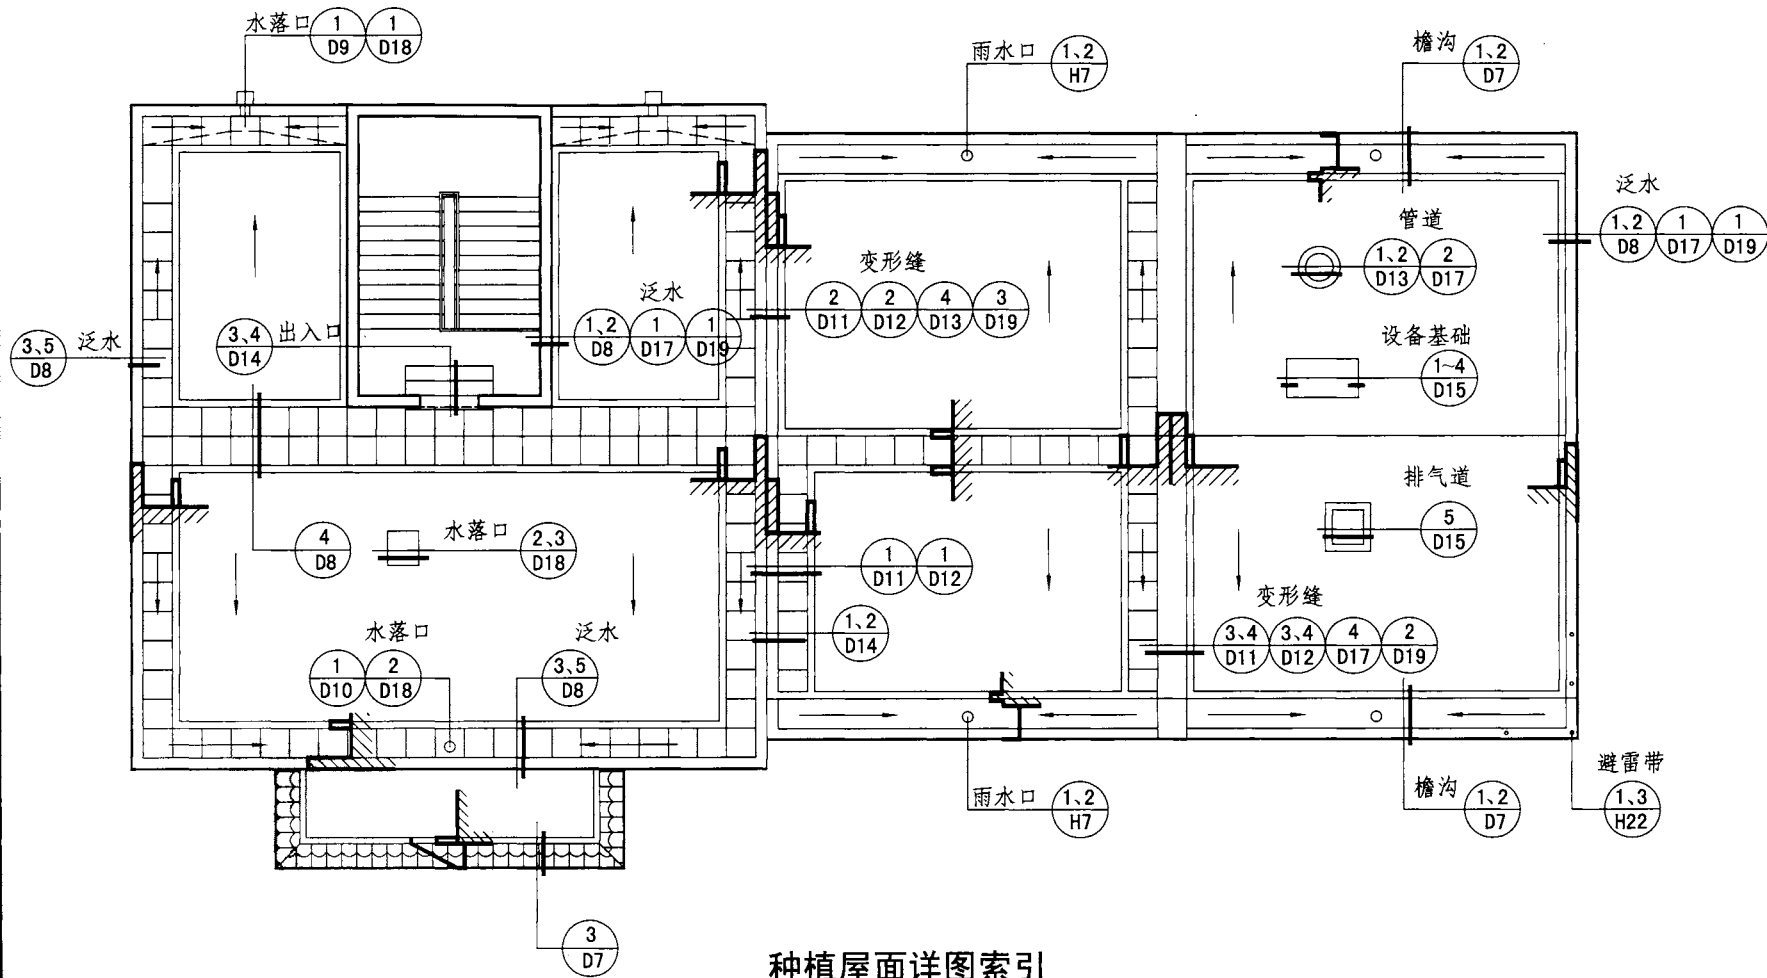 水落口 1/D9 1/D18
雨水口 1、2/H7
檐沟 1、2/D7
泛水 1、2/D8 1/D17 1/D19
管道 1、2/D13 2/D17
变形缝 2/D11 2/D12 4/D13 3/D19
泛水 1、2/D8 1/D17 1/D19
3、4/D14 出入口
3、5/D8 泛水
设备基础 1~4/D15
排气道 5/D15
4/D8
水落口 2、3/D18
1/D11 1/D12
变形缝 3、4/D11 3、4/D12 4/D17 2/D19
1、2/D14
水落口 1/D10 2/D18
泛水 3、5/D8
雨水口 1、2/H7
檐沟 1、2/D7
避雷带 1、3/H22
3/D7
种植屋面详图索引